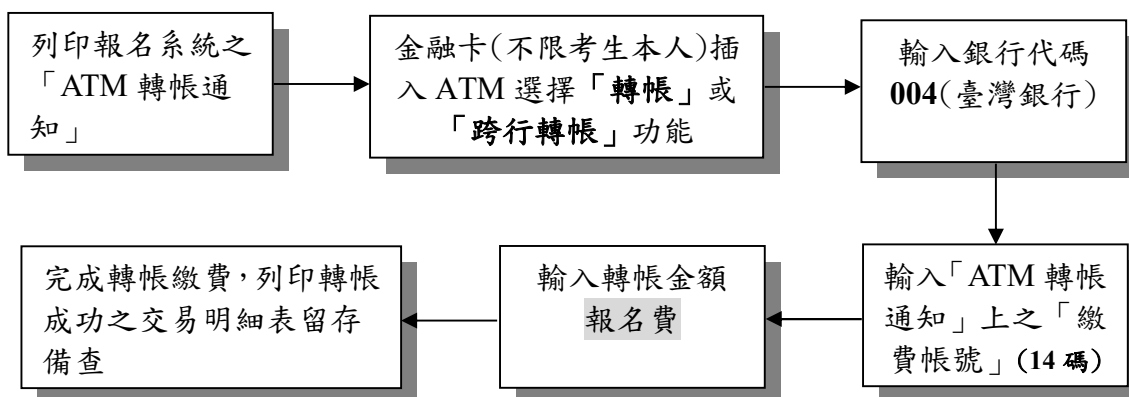 列印報名系統之
「ATM 轉帳通
知」
金融卡(不限考生本人)插
入 ATM 選擇「轉帳」或
「跨行轉帳」功能
輸入銀行代碼
004(臺灣銀行)
輸入「ATM 轉帳
通知」上之「繳
費帳號」(14 碼)
輸入轉帳金額
報名費
完成轉帳繳費,列印轉帳
成功之交易明細表留存
備查